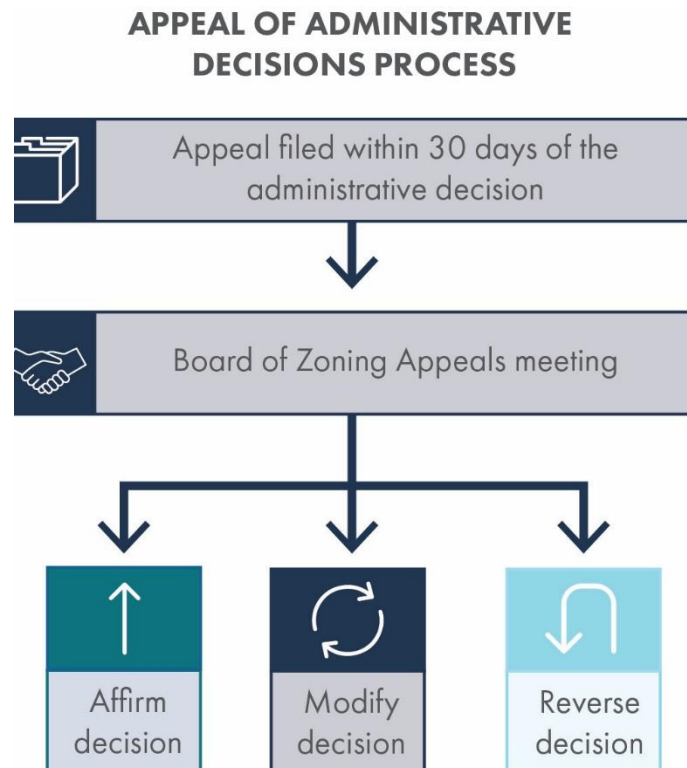 APPEAL OF ADMINISTRATIVE
DECISIONS PROCESS
Appeal filed within 30 days of the
administrative decision
Board of Zoning Appeals meeting
Affirm
decision
Modify
decision
Reverse
decision